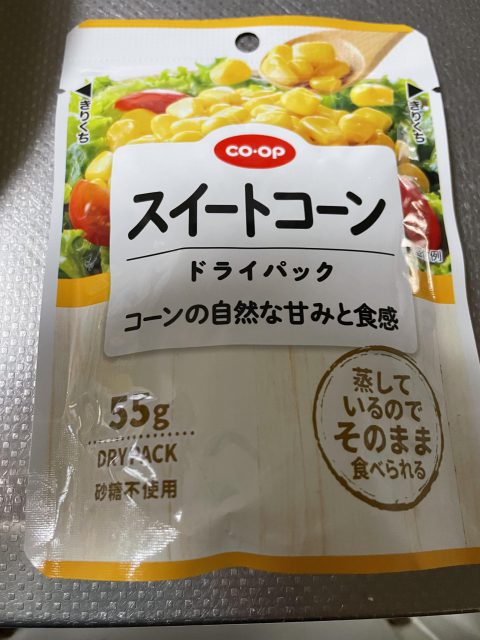 きりくち
きりくち
CO・OP
スイートコーン
ドライパック
コーンの自然な甘みと食感
55g
DRY PACK
砂糖不使用
蒸して
いるので
そのまま
食べられる